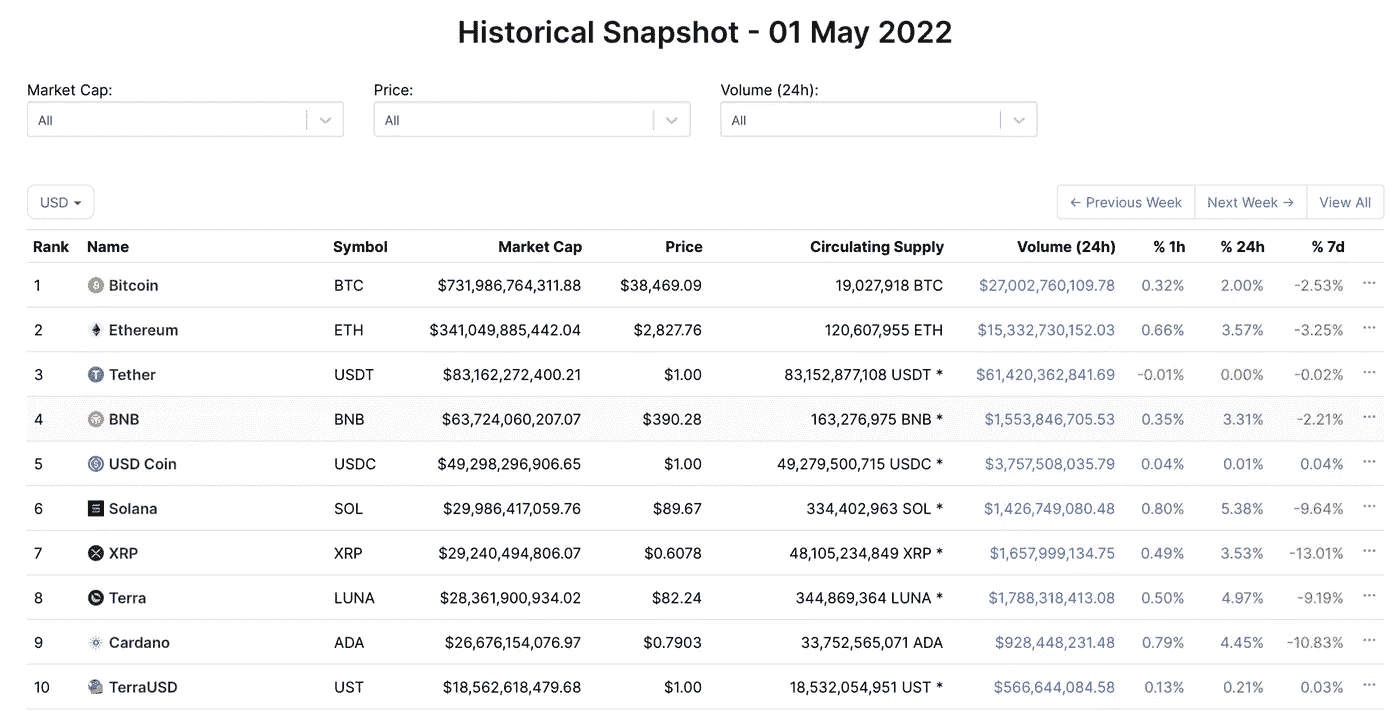 Historical Snapshot - 01 May 2022
Market Cap: Price: Volume (24h):
All All All
USD ← Previous Week Next Week → View All
Rank Name Symbol Market Cap Price Circulating Supply Volume (24h) % 1h % 24h % 7d
1 Bitcoin BTC $731,986,764,311.88 $38,469.09 19,027,918 BTC $27,002,760,109.78 0.32% 2.00% -2.53% ...
2 Ethereum ETH $341,049,885,442.04 $2,827.76 120,607,955 ETH $15,332,730,152.03 0.66% 3.57% -3.25% ...
3 Tether USDT $83,162,272,400.21 $1.00 83,152,877,108 USDT * $61,420,362,841.69 -0.01% 0.00% -0.02% ...
4 BNB BNB $63,724,060,207.07 $390.28 163,276,975 BNB * $1,553,846,705.53 0.35% 3.31% -2.21% ...
5 USD Coin USDC $49,298,296,906.65 $1.00 49,279,500,715 USDC * $3,757,508,035.79 0.04% 0.01% 0.04% ...
6 Solana SOL $29,986,417,059.76 $89.67 334,402,963 SOL * $1,426,749,080.48 0.80% 5.38% -9.64% ...
7 XRP XRP $29,240,494,806.07 $0.6078 48,105,234,849 XRP * $1,657,999,134.75 0.49% 3.53% -13.01% ...
8 Terra LUNA $28,361,900,934.02 $82.24 344,869,364 LUNA * $1,788,318,413.08 0.50% 4.97% -9.19% ...
9 Cardano ADA $26,676,154,076.97 $0.7903 33,752,565,071 ADA $928,448,231.48 0.79% 4.45% -10.83% ...
10 TerraUSD UST $18,562,618,479.68 $1.00 18,532,054,951 UST * $566,644,084.58 0.13% 0.21% 0.03% ...